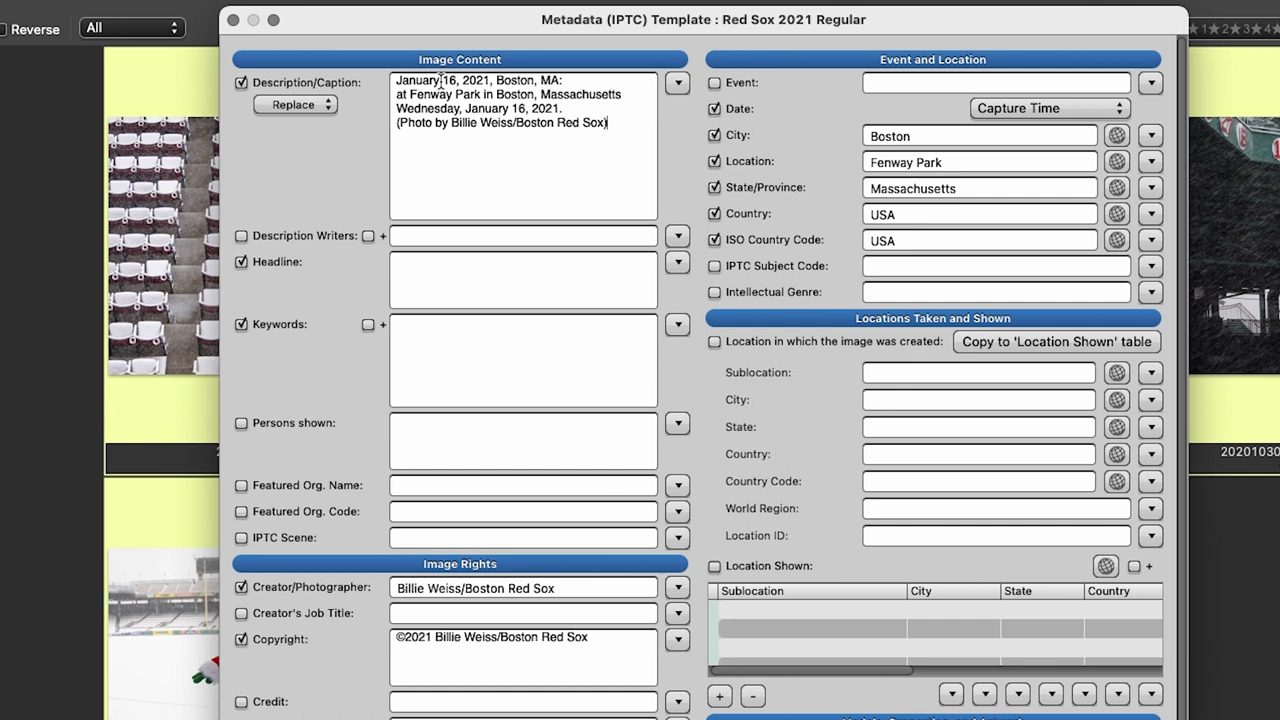 Reverse
All
Metadata (IPTC) Template : Red Sox 2021 Regular
★1★2★3★4
Image Content
Description/Caption:
Replace
January 16, 2021, Boston, MA:
at Fenway Park in Boston, Massachusetts
Wednesday, January 16, 2021.
(Photo by Billie Weiss/Boston Red Sox)
Description Writers:
+
Headline:
Keywords:
+
Persons shown:
Featured Org. Name:
Featured Org. Code:
IPTC Scene:
Image Rights
Creator/Photographer:
Billie Weiss/Boston Red Sox
Creator's Job Title:
Copyright:
©2021 Billie Weiss/Boston Red Sox
Credit:
Event and Location
Event:
Date:
Capture Time
City:
Boston
Location:
Fenway Park
State/Province:
Massachusetts
Country:
USA
ISO Country Code:
USA
IPTC Subject Code:
Intellectual Genre:
Locations Taken and Shown
Location in which the image was created:
Copy to 'Location Shown' table
Sublocation:
City:
State:
Country:
Country Code:
World Region:
Location ID:
Location Shown:
+
Sublocation
City
State
Country
+
-
20201030